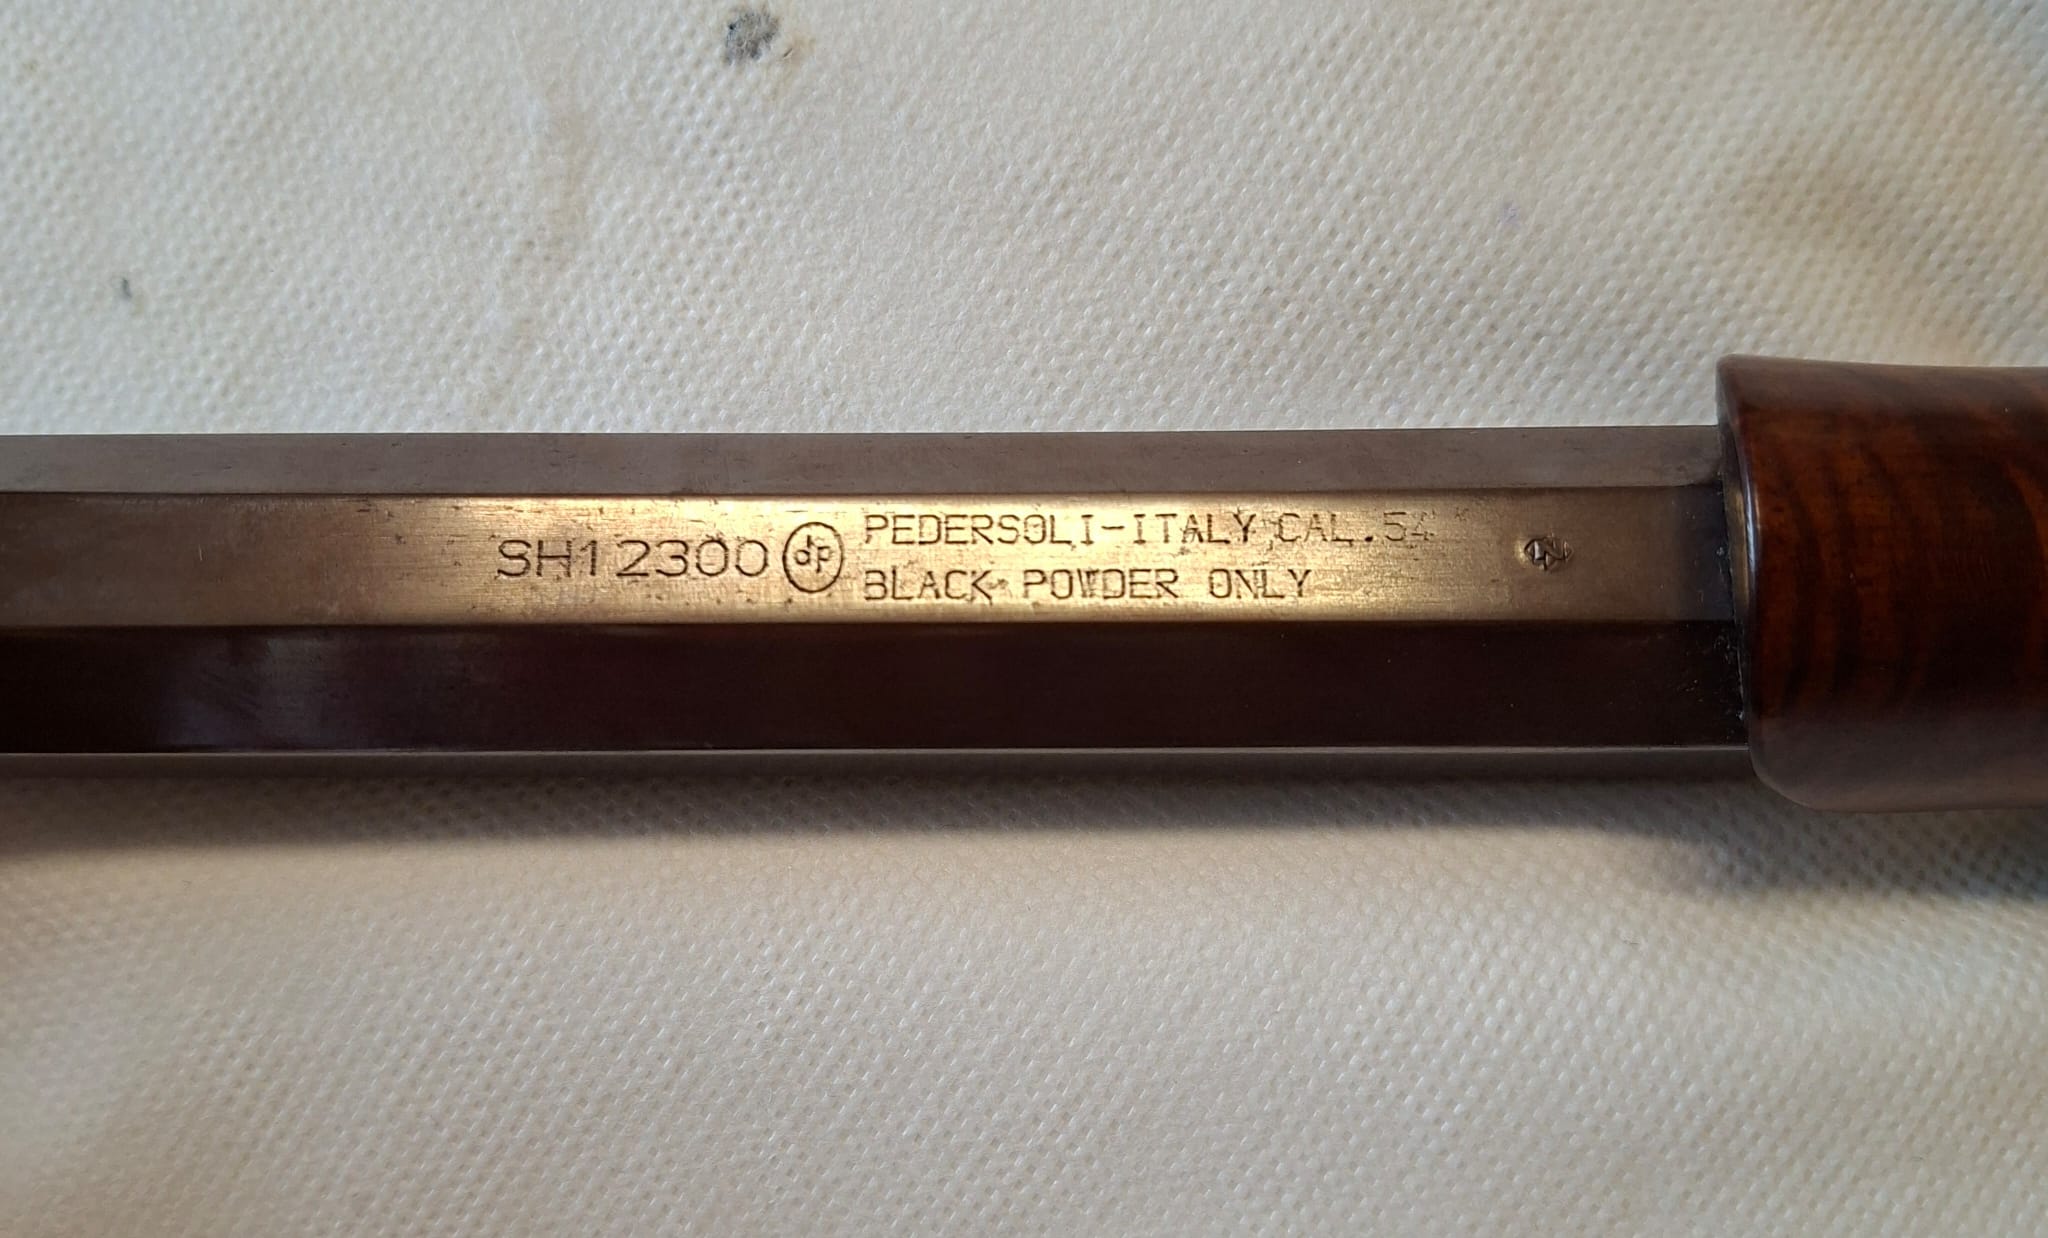 SH12300 dp PEDERSOLI-ITALY CAL.54
BLACK POWDER ONLY